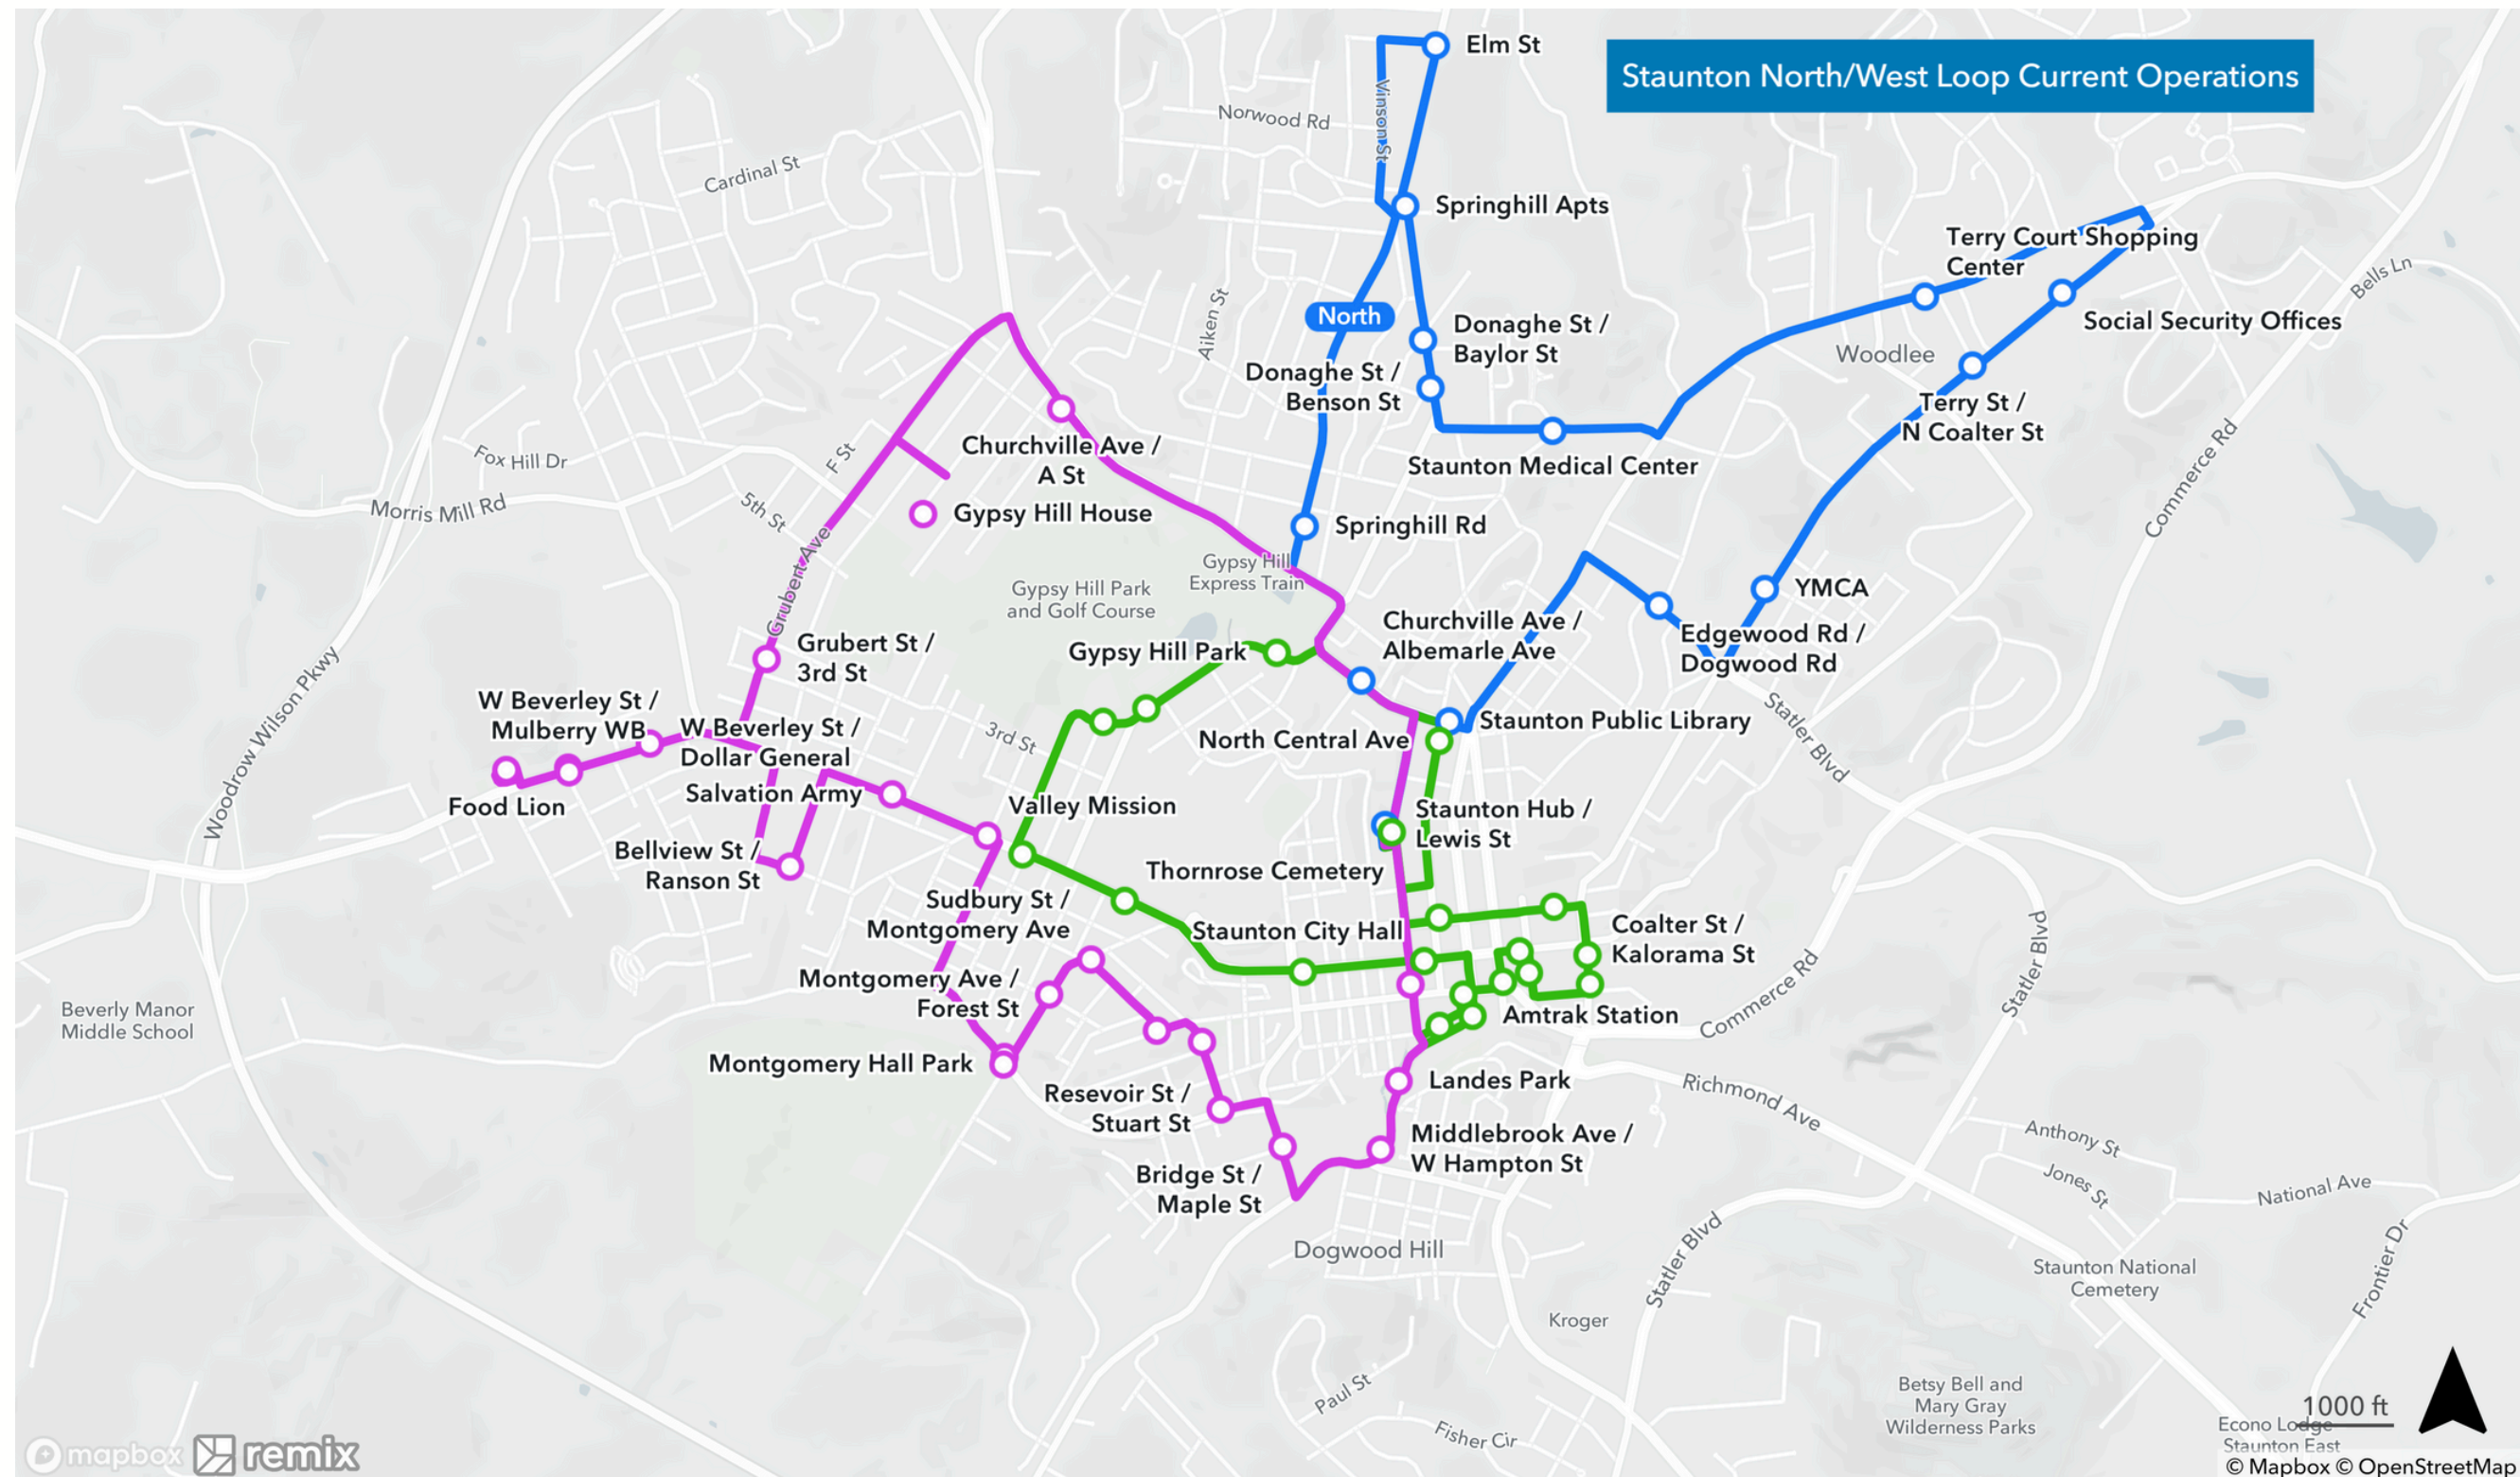 Elm St
Staunton North/West Loop Current Operations
Vinson St
Norwood Rd
Cardinal St
Springhill Apts
Terry Court Shopping
Center
Bells Ln
North
Aiken St
Donaghe St /
Baylor St
Social Security Offices
Woodlee
Donaghe St /
Benson St
Terry St /
N Coalter St
Churchville Ave /
A St
Fox Hill Dr
F St
Staunton Medical Center
Commerce Rd
Morris Mill Rd
5th St
Gypsy Hill House
Springhill Rd
Gypsy Hill
Express Train
Gypsy Hill Park
and Golf Course
Grubert Ave
YMCA
Churchville Ave /
Albemarle Ave
Edgewood Rd /
Dogwood Rd
Grubert St /
3rd St
Gypsy Hill Park
Woodrow Wilson Pkwy
W Beverley St /
Mulberry WB
W Beverley St /
Dollar General
3rd St
North Central Ave
Staunton Public Library
Statler Blvd
Food Lion
Salvation Army
Valley Mission
Staunton Hub /
Lewis St
Bellview St /
Ranson St
Thornrose Cemetery
Sudbury St /
Montgomery Ave
Staunton City Hall
Coalter St /
Kalorama St
Statler Blvd
Montgomery Ave /
Forest St
Beverly Manor
Middle School
Amtrak Station
Commerce Rd
Montgomery Hall Park
Landes Park
Richmond Ave
Resevoir St /
Stuart St
Middlebrook Ave /
W Hampton St
Anthony St
Jones St
National Ave
Bridge St /
Maple St
Dogwood Hill
Statler Blvd
Staunton National
Cemetery
Frontier Dr
Kroger
Paul St
Betsy Bell and
Mary Gray
Wilderness Parks
1000 ft
Fisher Cir
Econo Lodge
Staunton East
mapbox
remix
© Mapbox © OpenStreetMap